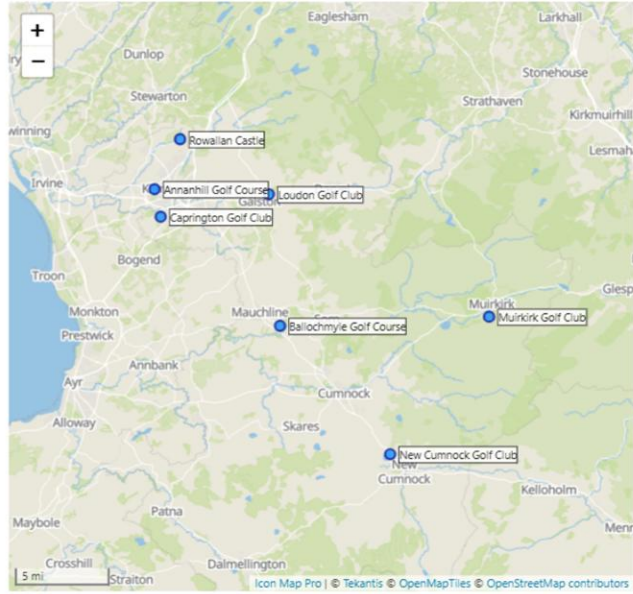 Eaglesham
Larkhall
+
−
Dunlop
Stonehouse
Stewarton
Strathaven
Kirkmuirhill
winning
Rowallan Castle
Lesmah
Irvine
Annanhill Golf Course
Loudon Golf Club
Galston
Caprington Golf Club
Bogend
Troon
Glesp
Monkton
Mauchline
Muirkirk
Muirkirk Golf Club
Prestwick
Ballochmyle Golf Course
Annbank
Ayr
Cumnock
Alloway
Skares
New Cumnock Golf Club
New
Cumnock
Kelloholm
Patna
Maybole
Menn
Crosshill
Dalmellington
5 mi
Straiton
Icon Map Pro | © Tekantis © OpenMapTiles © OpenStreetMap contributors